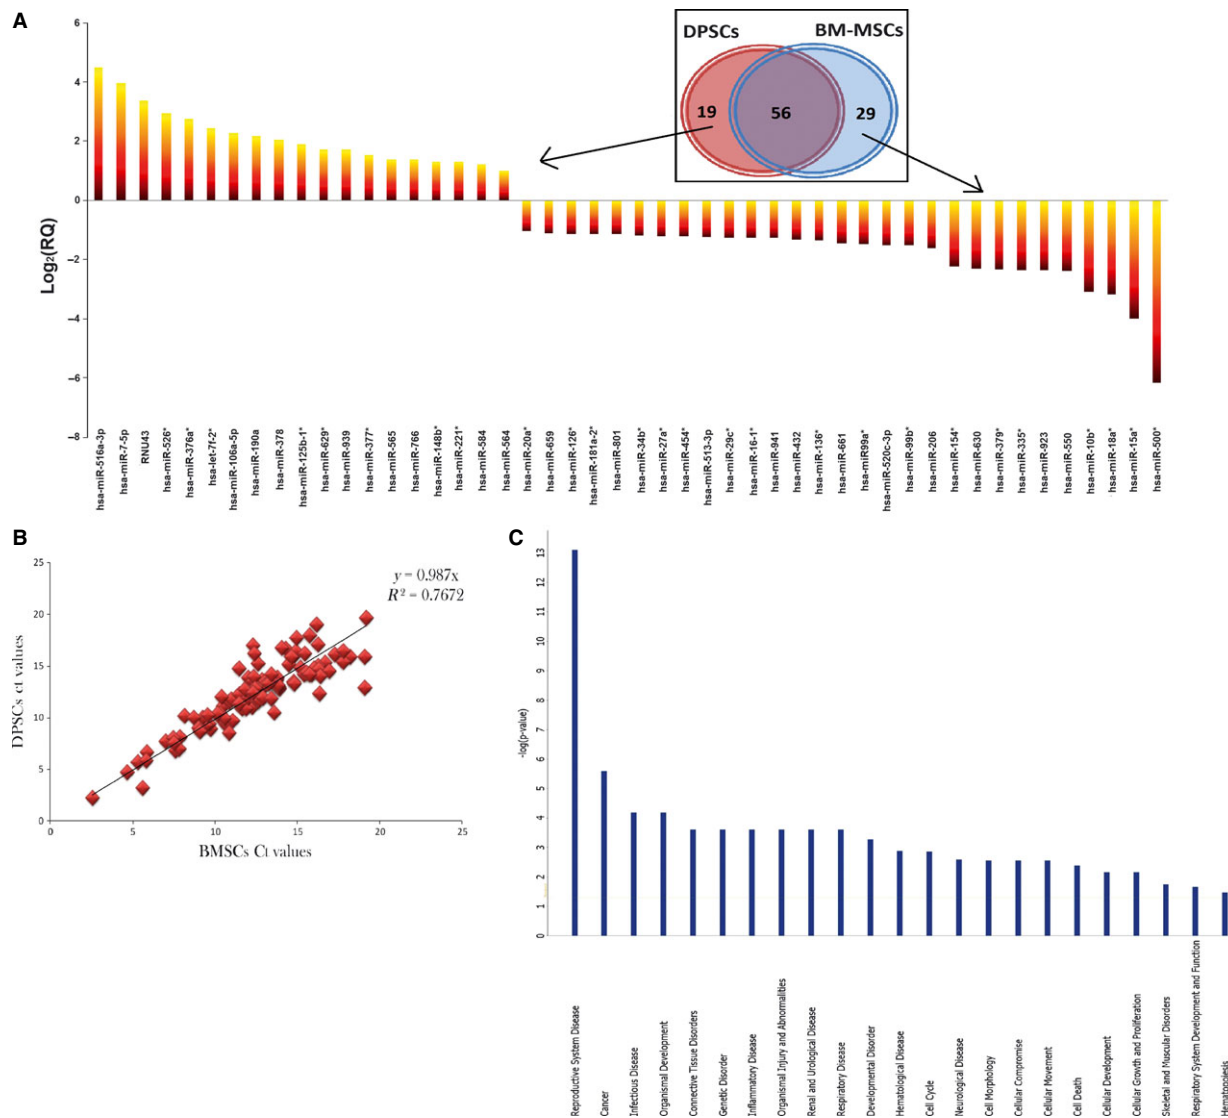 A
6
4
2
0
−2
−4
−6
−8
Log₂(RQ)
DPSCs
BM-MSCs
19
56
29
hsa-miR-516a-3p
hsa-miR-7-5p
RNU43
hsa-miR-526*
hsa-miR-376a*
hsa-let-7f-2*
hsa-miR-106a-5p
hsa-miR-190a
hsa-miR-378
hsa-miR-125b-1*
hsa-miR-629*
hsa-miR-939
hsa-miR-377*
hsa-miR-565
hsa-miR-766
hsa-miR-148b*
hsa-miR-221*
hsa-miR-584
hsa-miR-564
hsa-miR-20a*
hsa-miR-659
hsa-miR-126*
hsa-miR-181a-2*
hsa-miR-801
hsa-miR-34b*
hsa-miR-27a*
hsa-miR-454*
hsa-miR-513-3p
hsa-miR-29c*
hsa-miR-16-1*
hsa-miR-941
hsa-miR-432
hsa-miR-136*
hsa-miR-661
hsa-miR99a*
hsa-miR-520c-3p
hsa-miR-99b*
hsa-miR-206
hsa-miR-154*
hsa-miR-630
hsa-miR-379*
hsa-miR-335*
hsa-miR-923
hsa-miR-550
hsa-miR-10b*
hsa-miR-18a*
hsa-miR-15a*
hsa-miR-500*
B
25
20
15
10
5
0
DPSCs ct values
y = 0.987x
R² = 0.7672
0
5
10
15
20
25
BMSCs Ct values
C
13
12
11
10
9
8
7
6
5
4
3
2
1
0
-log(p-value)
Reproductive System Disease
Cancer
Infectious Disease
Organismal Development
Connective Tissue Disorders
Genetic Disorder
Inflammatory Disease
Organismal Injury and Abnormalities
Renal and Urological Disease
Respiratory Disease
Developmental Disorder
Hematological Disease
Cell Cycle
Neurological Disease
Cell Morphology
Cellular Compromise
Cellular Movement
Cell Death
Cellular Development
Cellular Growth and Proliferation
Skeletal and Muscular Disorders
Respiratory System Development and Function
Hematopoiesis